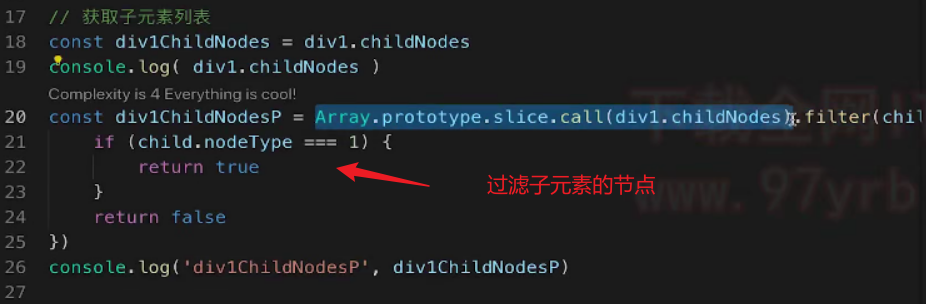 17 // 获取子元素列表
18 const div1ChildNodes = div1.childNodes
19 console.log( div1.childNodes )
Complexity is 4 Everything is cool!
20 const div1ChildNodesP = Array.prototype.slice.call(div1.childNodes).filter(chil
21 if (child.nodeType === 1) {
22 return true
过滤子元素的节点
23 }
24 return false
25 })
26 console.log('div1ChildNodesP', div1ChildNodesP)
27
下载全网I
www.97yrb